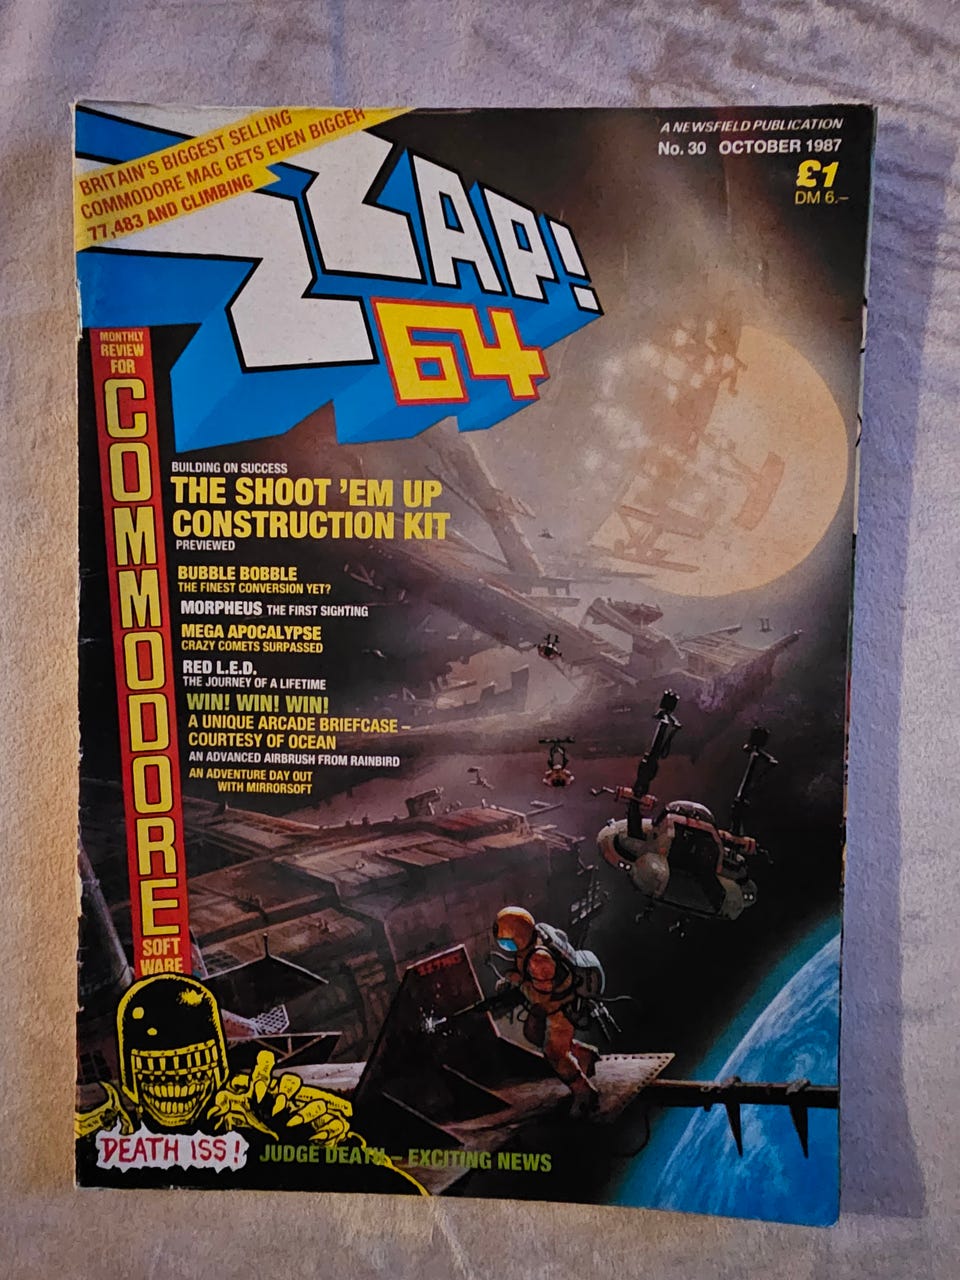 BRITAIN'S BIGGEST SELLING
COMMODORE MAG GETS EVEN BIGGER
77,483 AND CLIMBING
ZZAP!
64
A NEWSFIELD PUBLICATION
No. 30 OCTOBER 1987
£1
DM 6.–
MONTHLY
REVIEW
FOR
COMMODORE
SOFT
WARE
BUILDING ON SUCCESS
THE SHOOT 'EM UP
CONSTRUCTION KIT
PREVIEWED
BUBBLE BOBBLE
THE FINEST CONVERSION YET?
MORPHEUS THE FIRST SIGHTING
MEGA APOCALYPSE
CRAZY COMETS SURPASSED
RED L.E.D.
THE JOURNEY OF A LIFETIME
WIN! WIN! WIN!
A UNIQUE ARCADE BRIEFCASE –
COURTESY OF OCEAN
AN ADVANCED AIRBRUSH FROM RAINBIRD
AN ADVENTURE DAY OUT
WITH MIRRORSOFT
DEATH ISS!
JUDGE DEATH – EXCITING NEWS